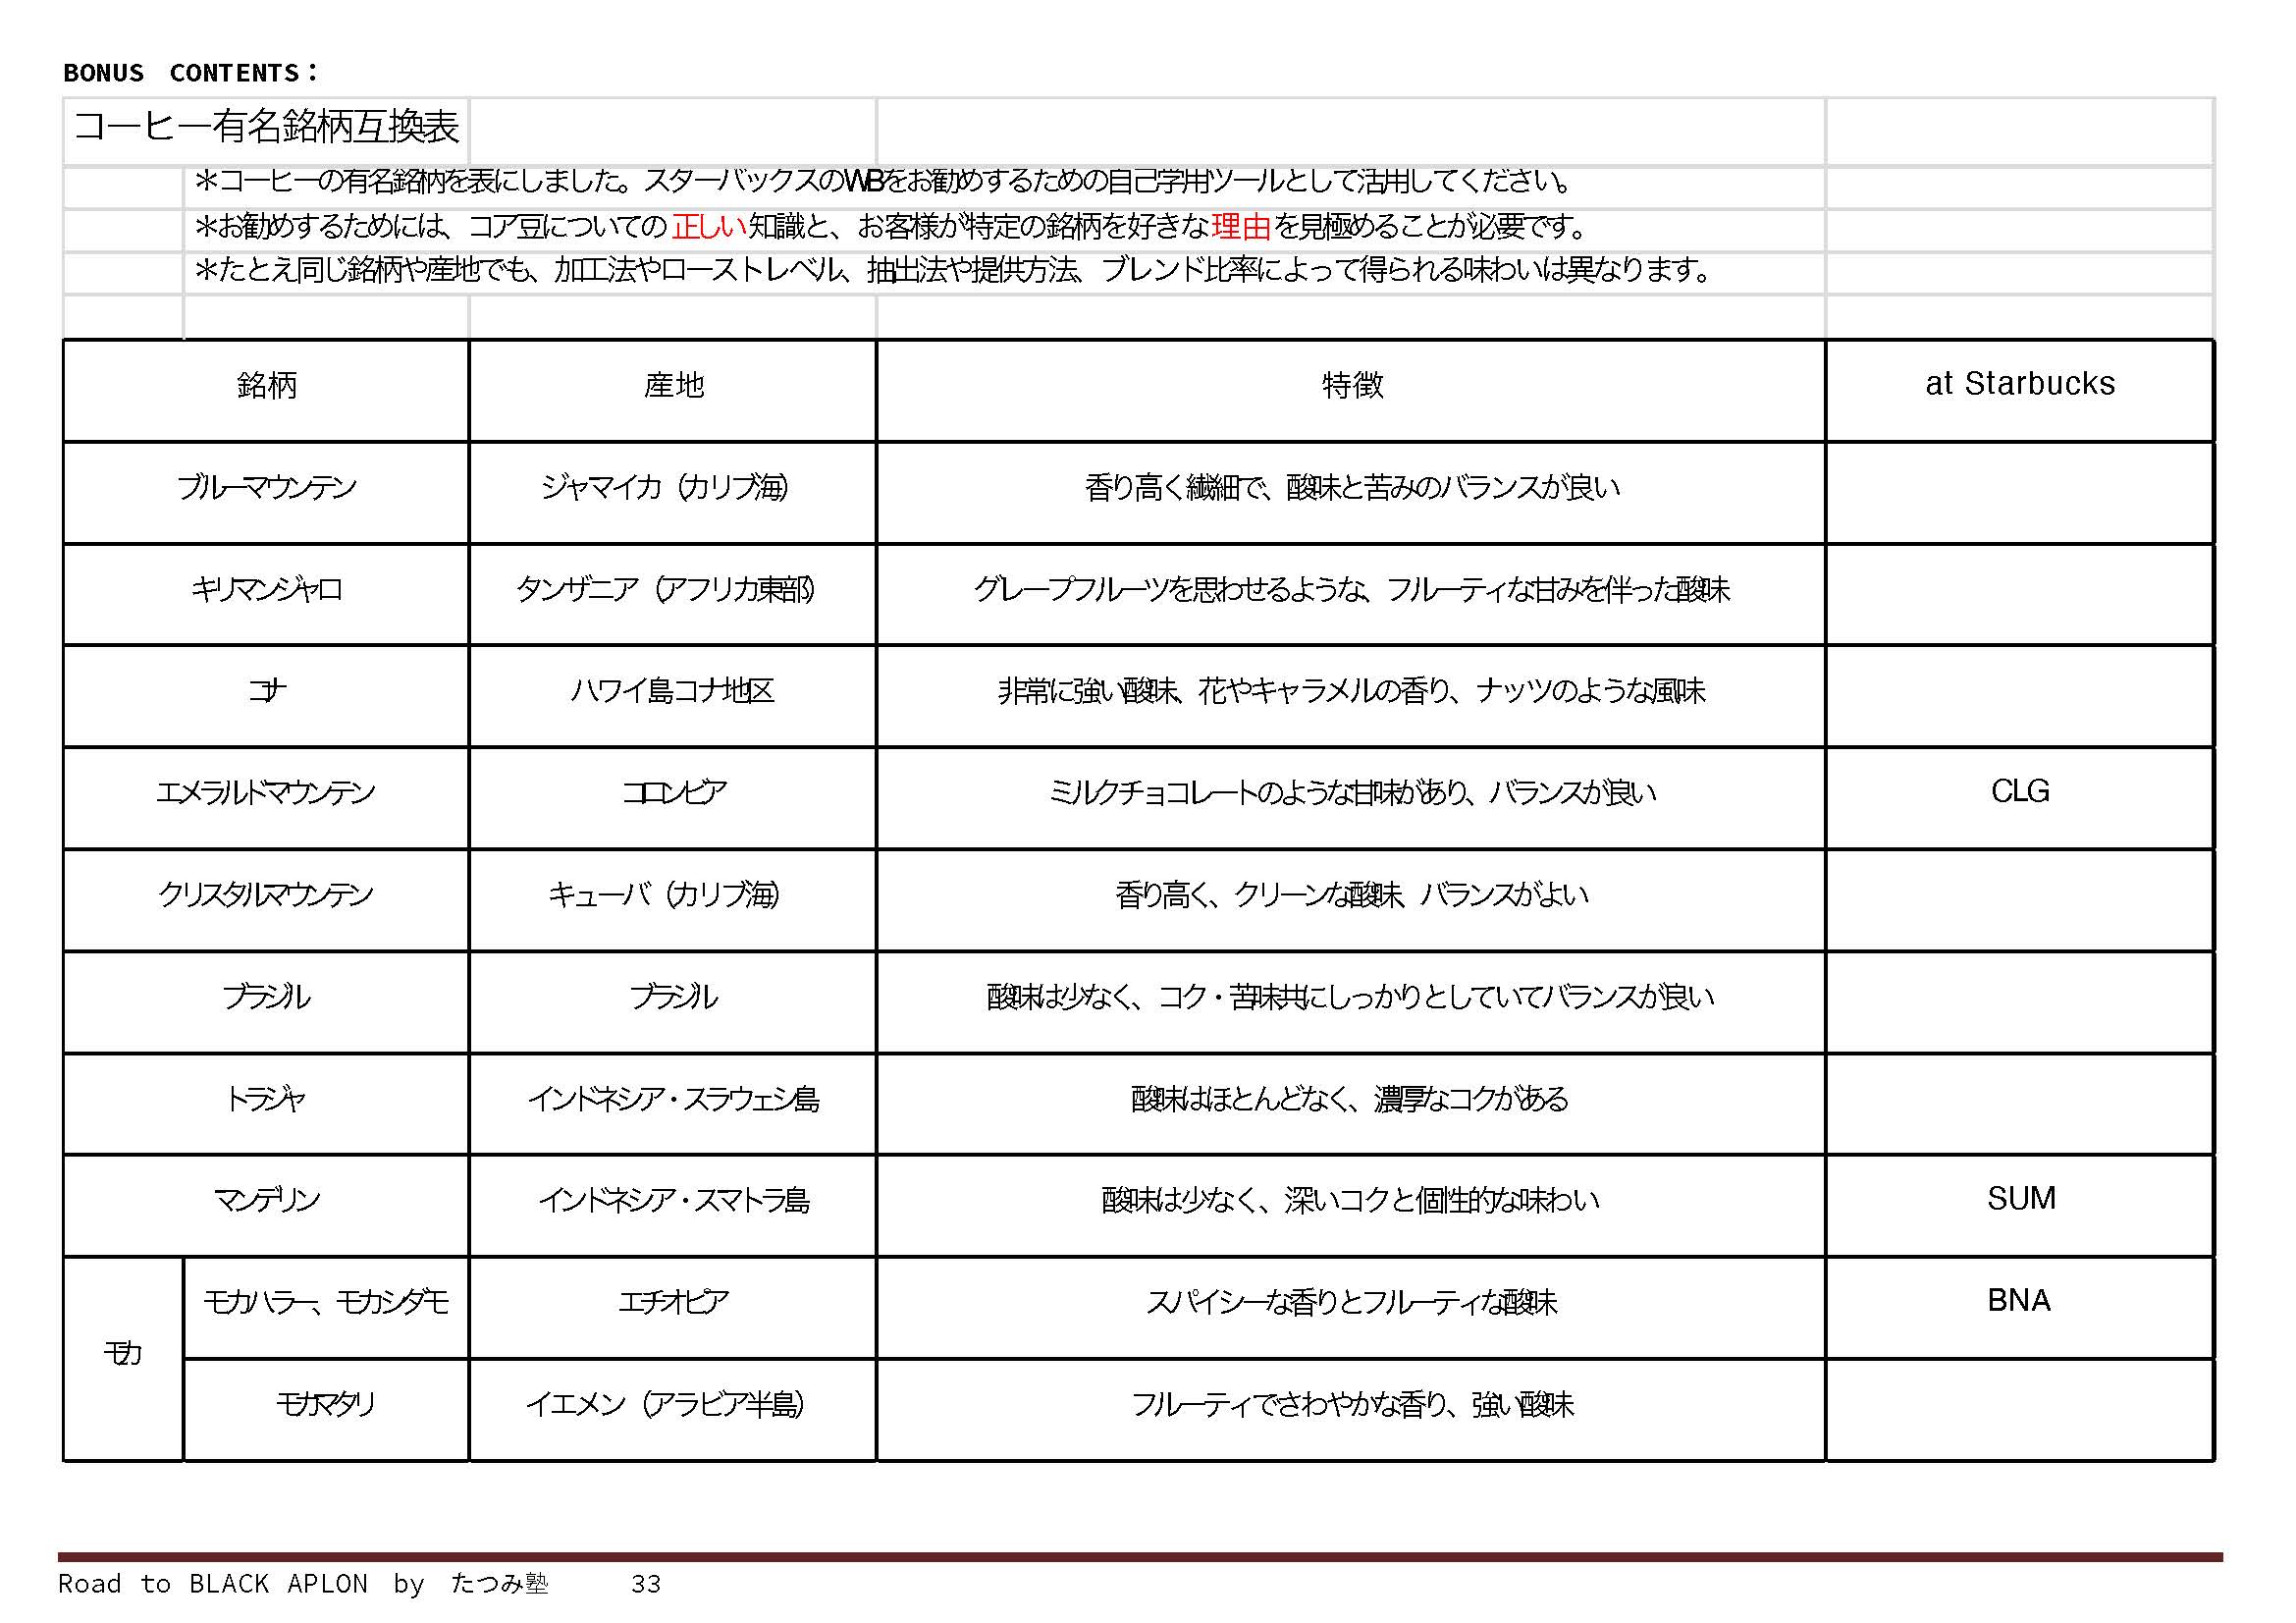 BONUS CONTENTS：
コーヒー有名銘柄互換表
＊コーヒーの有名銘柄を表にしました。スターバックスのWBをお勧めするための自己学用ツールとして活用してください。
＊お勧めするためには、コア豆についての正しい知識と、お客様が特定の銘柄を好きな理由を見極めることが必要です。
＊たとえ同じ銘柄や産地でも、加工法やローストレベル、抽出法や提供方法、ブレンド比率によって得られる味わいは異なります。
銘柄 産地 特徴 at Starbucks
ブルーマウンテン ジャマイカ（カリブ海） 香り高く繊細で、酸味と苦みのバランスが良い
キリマンジャロ タンザニア（アフリカ東部） グレープフルーツを思わせるような、フルーティな甘みを伴った酸味
コナ ハワイ島コナ地区 非常に強い酸味、花やキャラメルの香り、ナッツのような風味
エメラルドマウンテン コロンビア ミルクチョコレートのような甘味があり、バランスが良い CLG
クリスタルマウンテン キューバ（カリブ海） 香り高く、クリーンな酸味、バランスがよい
ブラジル ブラジル 酸味は少なく、コク・苦味共にしっかりとしていてバランスが良い
トラジャ インドネシア・スラウェシ島 酸味はほとんどなく、濃厚なコクがある
マンデリン インドネシア・スマトラ島 酸味は少なく、深いコクと個性的な味わい SUM
モカ モカハラー、モカシダモ エチオピア スパイシーな香りとフルーティな酸味 BNA
モカマタリ イエメン（アラビア半島） フルーティでさわやかな香り、強い酸味
Road to BLACK APLON by たつみ塾 33